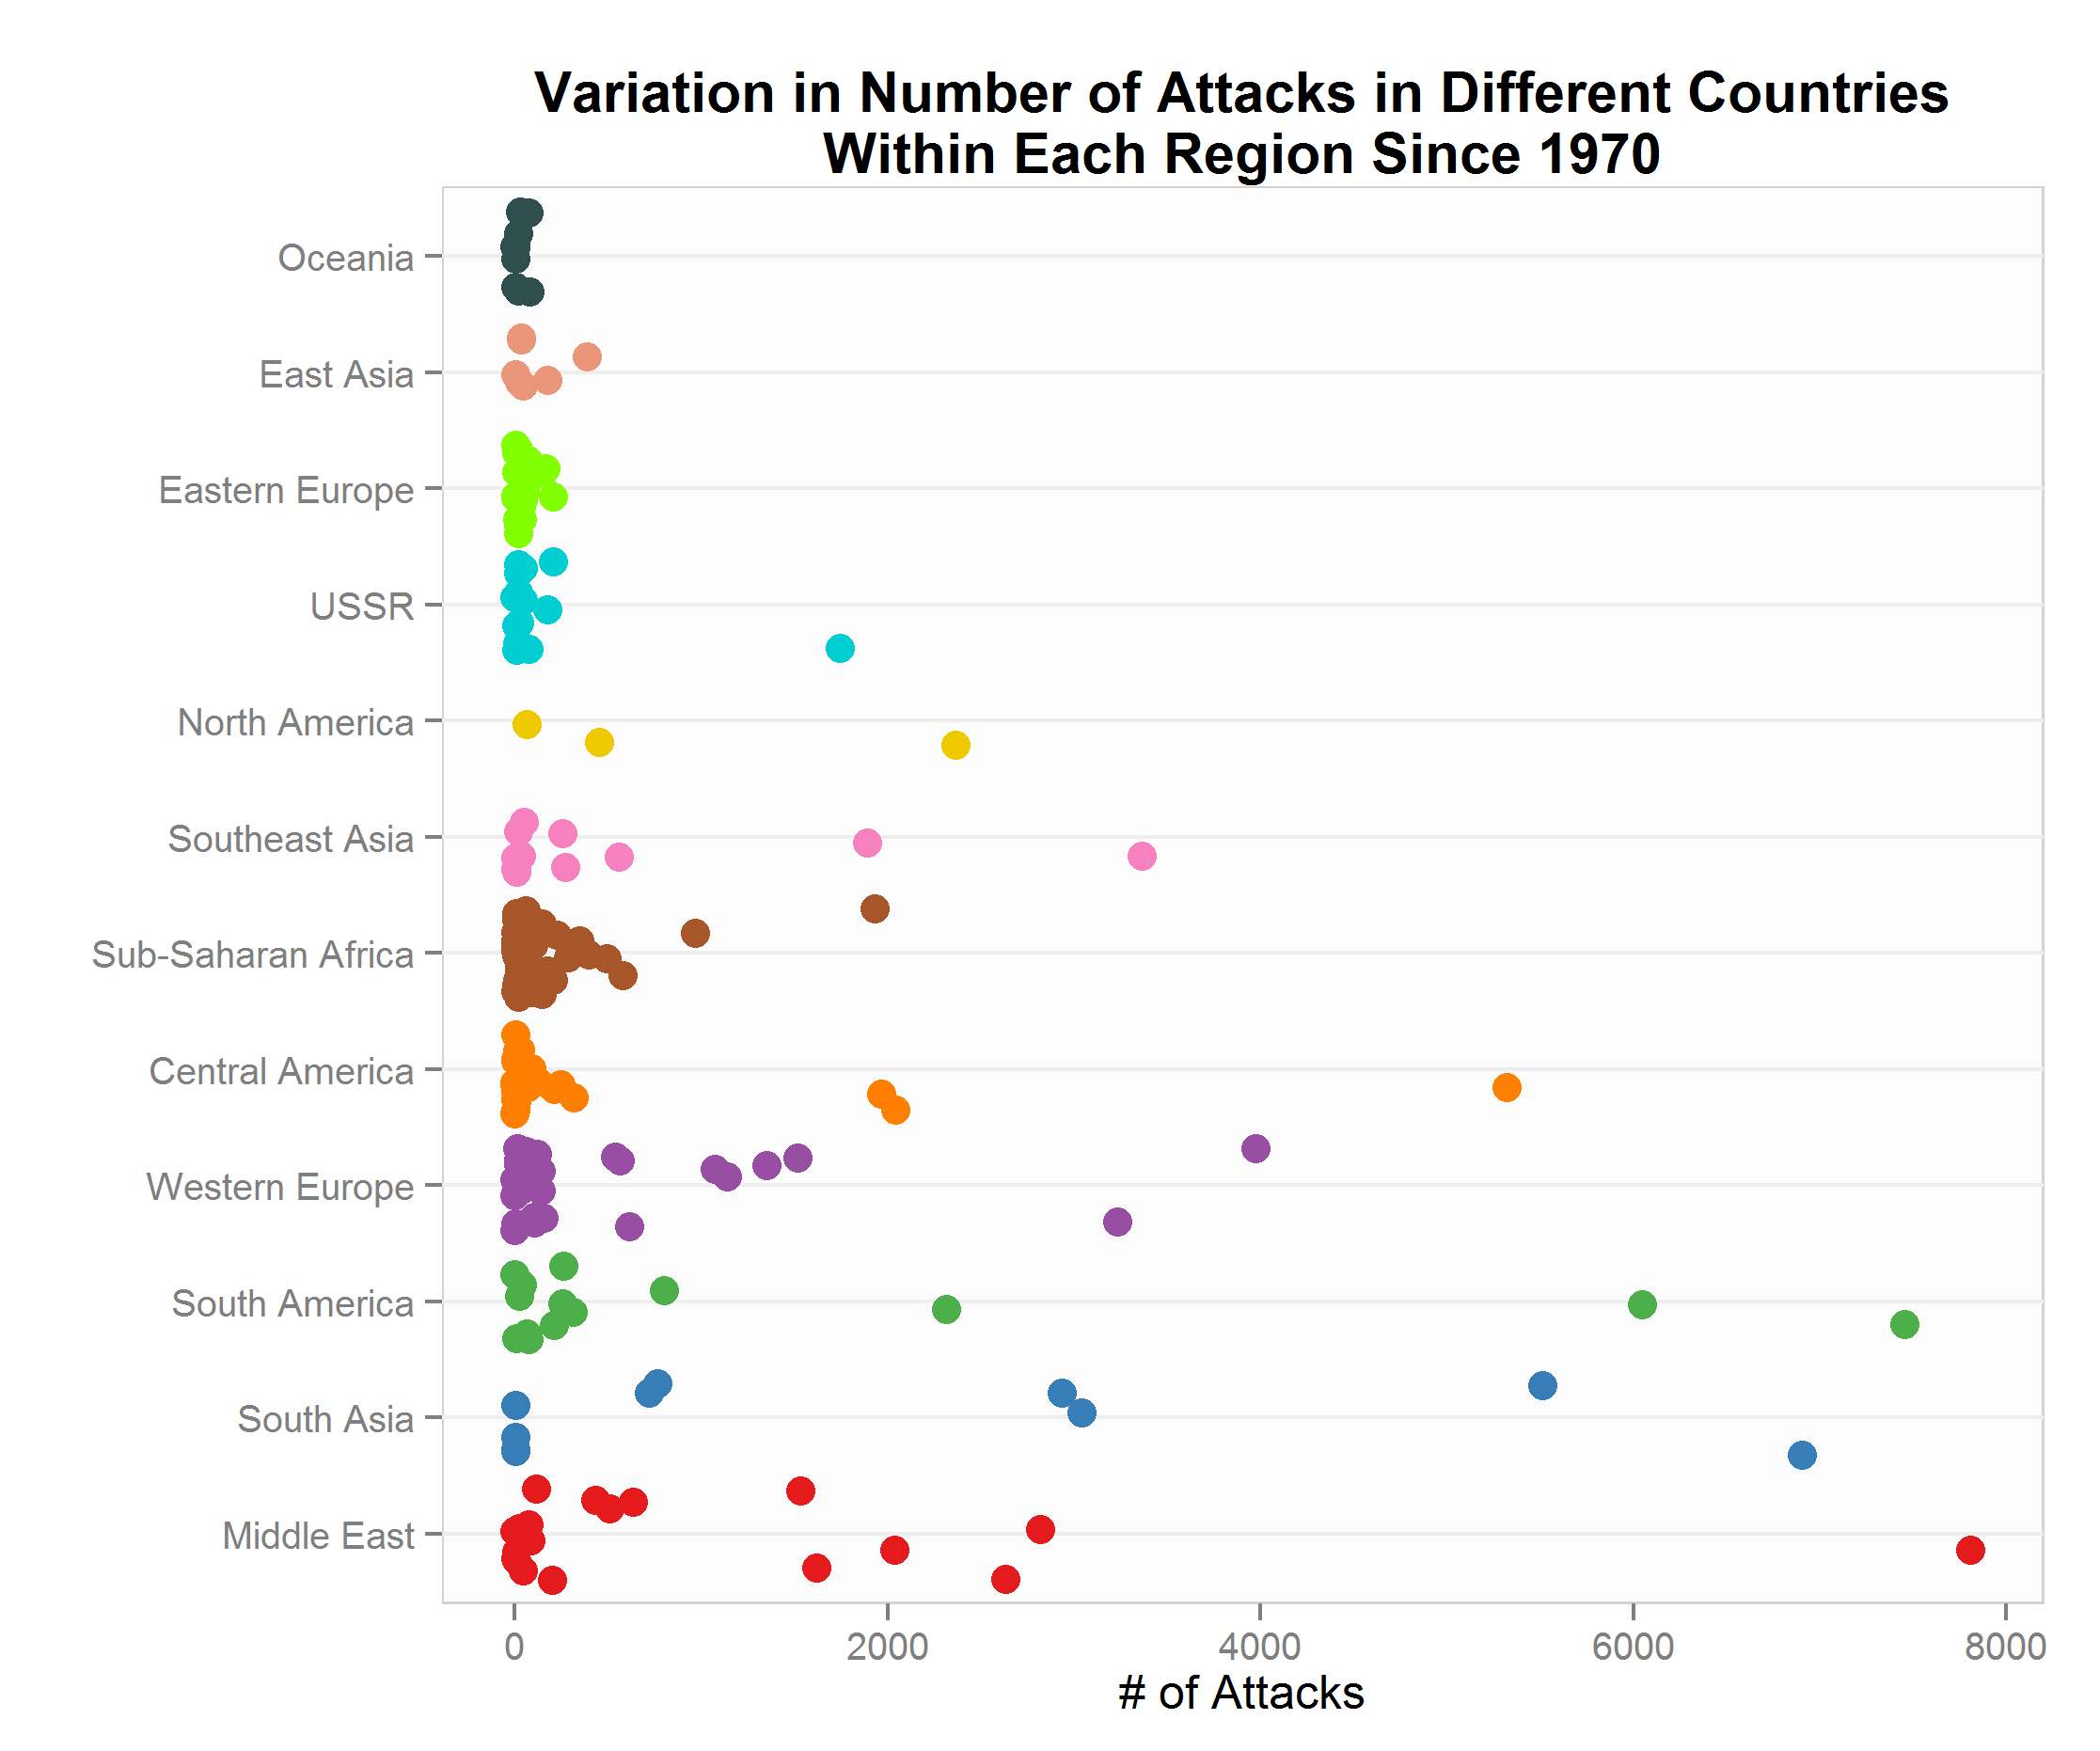 Variation in Number of Attacks in Different Countries
Within Each Region Since 1970
Oceania
East Asia
Eastern Europe
USSR
North America
Southeast Asia
Sub-Saharan Africa
Central America
Western Europe
South America
South Asia
Middle East
0 2000 4000 6000 8000
# of Attacks